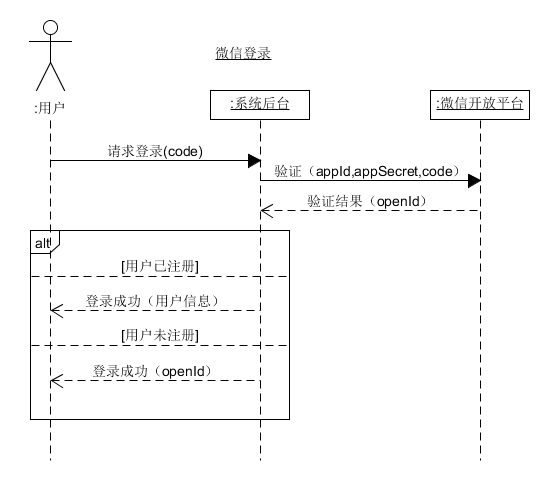 微信登录
:用户
:系统后台
:微信开放平台
请求登录(code)
验证（appId,appSecret,code）
验证结果（openId）
alt
[用户已注册]
登录成功（用户信息）
[用户未注册]
登录成功（openId）